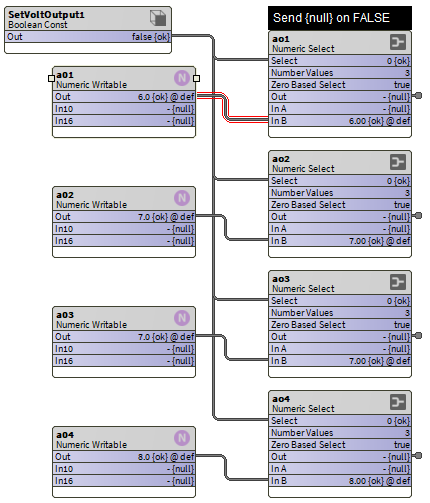 SetVoltOutput1
Boolean Const
Out false {ok}
Send {null} on FALSE
ao1
Numeric Select
Select 0 {ok}
Number Values 3
Zero Based Select true
Out - {null}
In A - {null}
In B 6.00 {ok} @ def
a01
Numeric Writable
N
Out 6.0 {ok} @ def
In10 - {null}
In16 - {null}
ao2
Numeric Select
Select 0 {ok}
Number Values 3
Zero Based Select true
Out - {null}
In A - {null}
In B 7.00 {ok} @ def
a02
Numeric Writable
N
Out 7.0 {ok} @ def
In10 - {null}
In16 - {null}
ao3
Numeric Select
Select 0 {ok}
Number Values 3
Zero Based Select true
Out - {null}
In A - {null}
In B 7.00 {ok} @ def
a03
Numeric Writable
N
Out 7.0 {ok} @ def
In10 - {null}
In16 - {null}
ao4
Numeric Select
Select 0 {ok}
Number Values 3
Zero Based Select true
Out - {null}
In A - {null}
In B 8.00 {ok} @ def
a04
Numeric Writable
N
Out 8.0 {ok} @ def
In10 - {null}
In16 - {null}